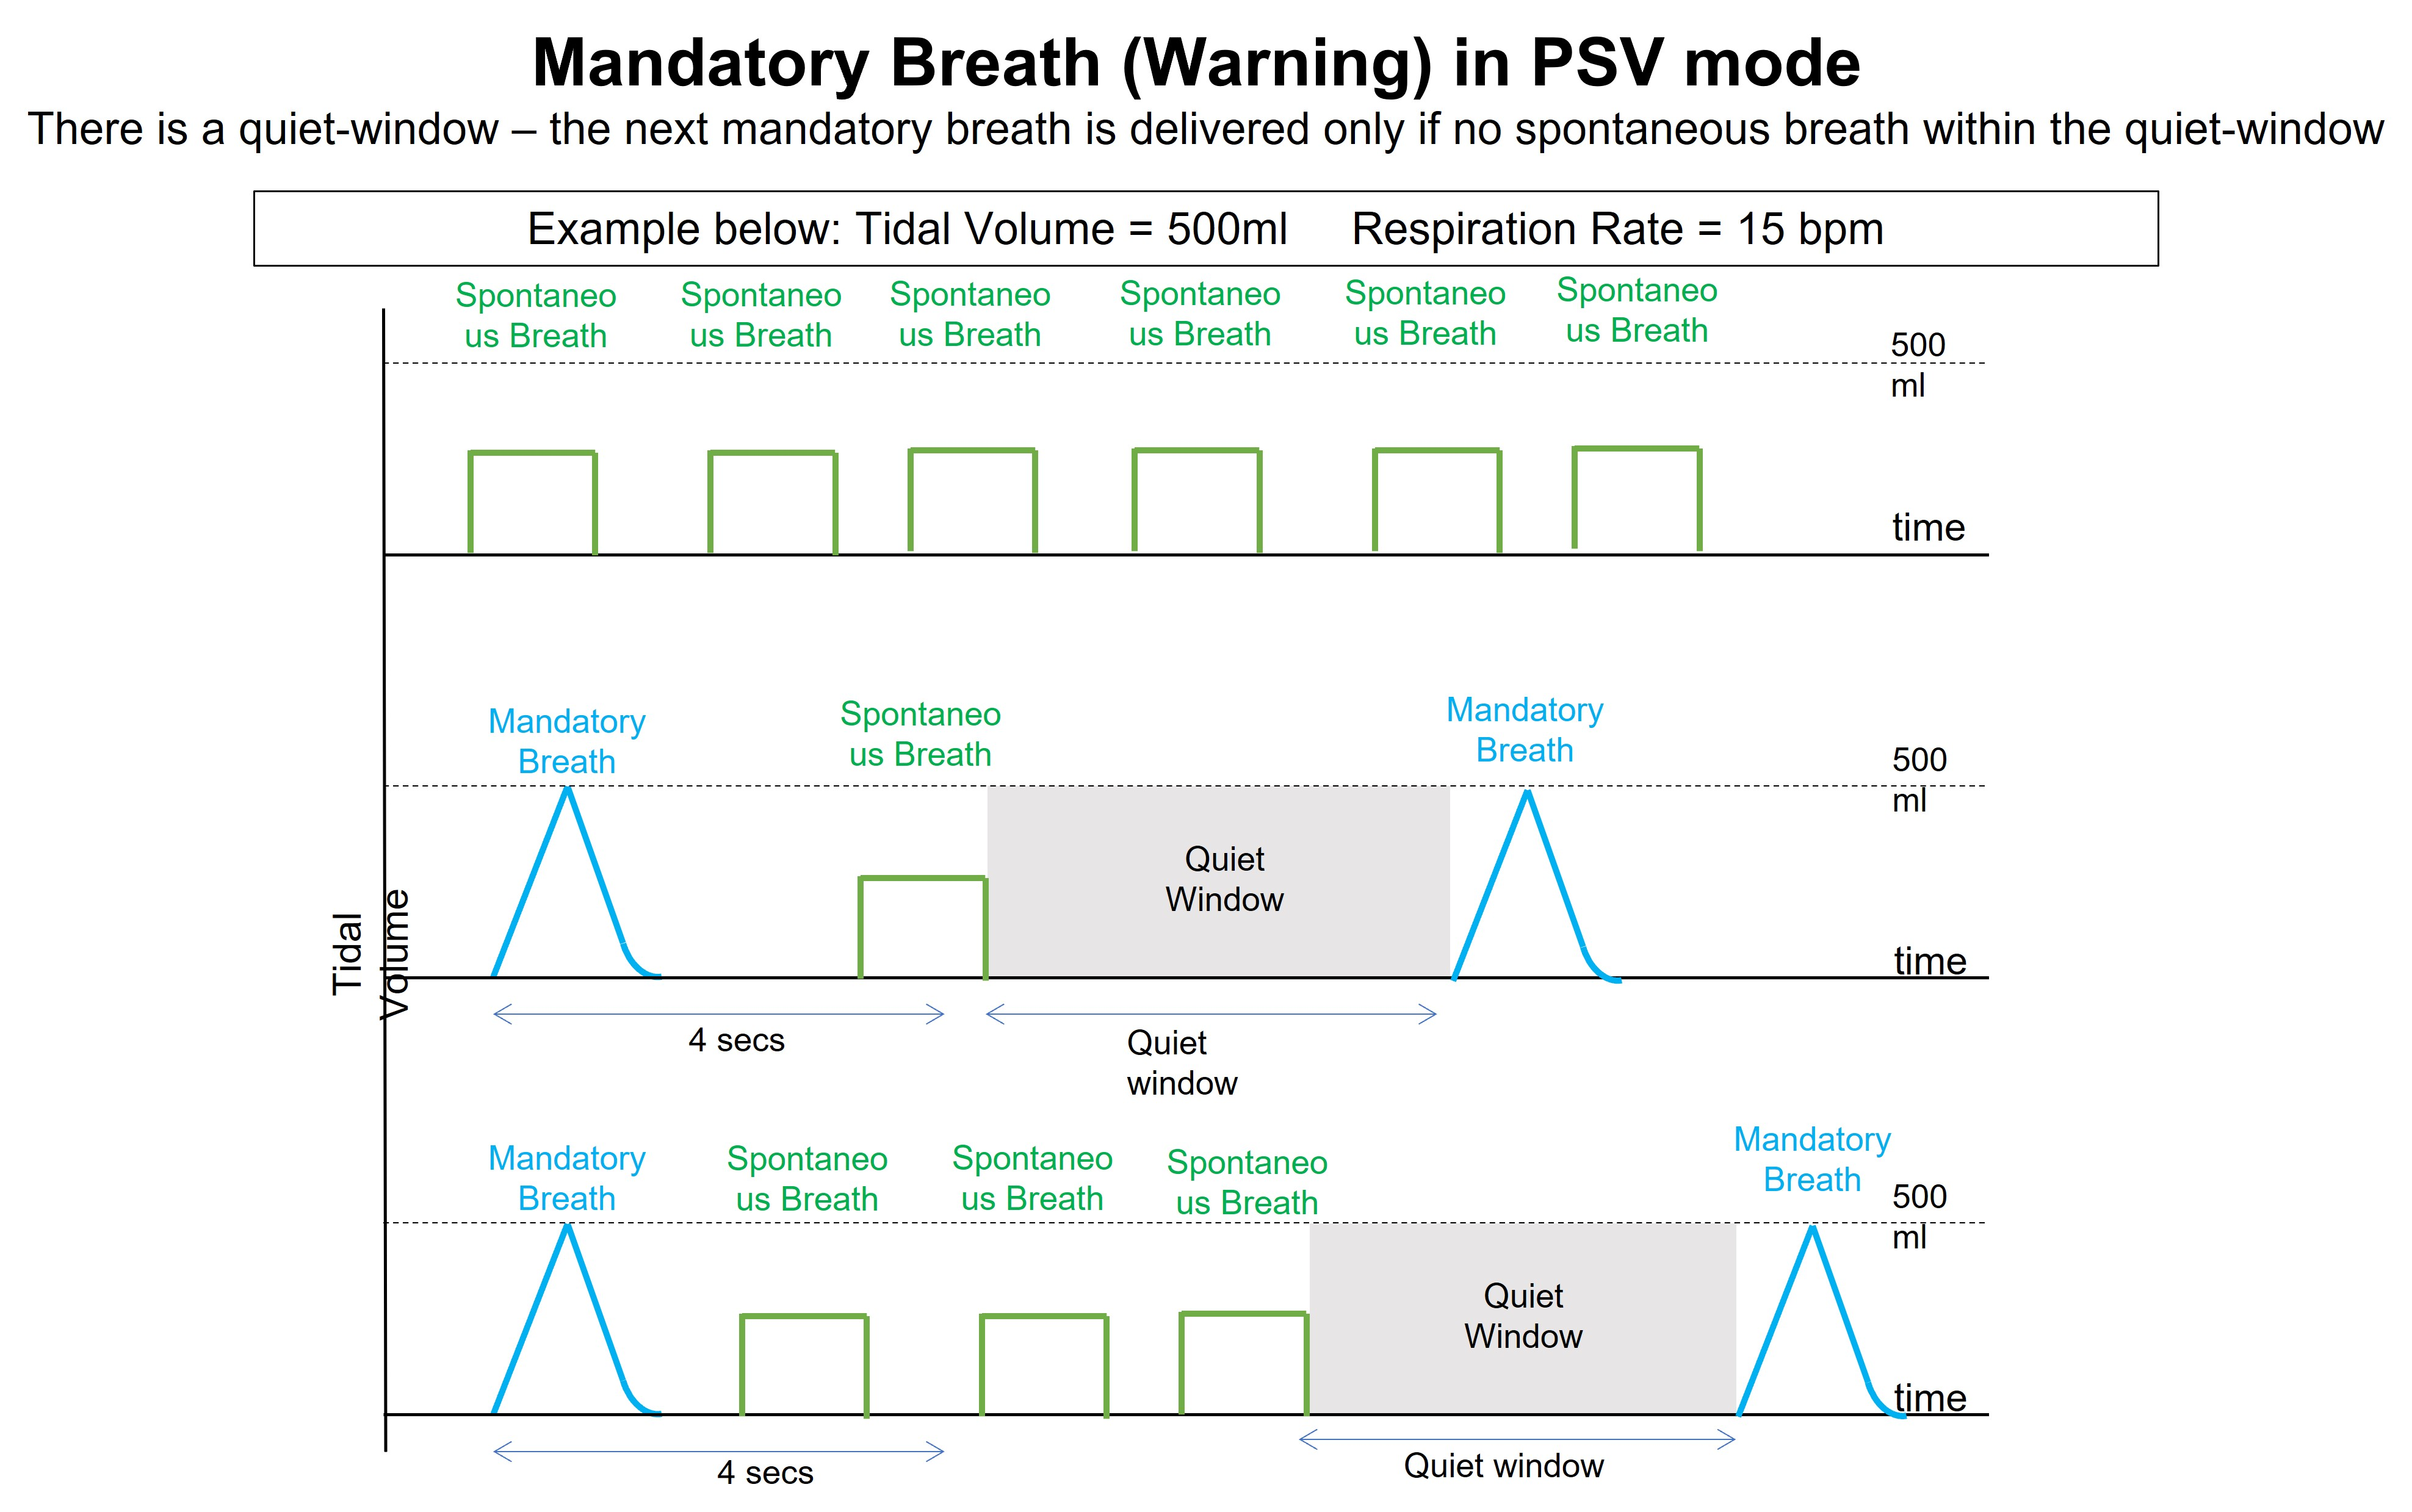 Mandatory Breath (Warning) in PSV mode
There is a quiet-window – the next mandatory breath is delivered only if no spontaneous breath within the quiet-window
Example below: Tidal Volume = 500ml Respiration Rate = 15 bpm
Spontaneo
us Breath
Spontaneo
us Breath
Spontaneo
us Breath
Spontaneo
us Breath
Spontaneo
us Breath
Spontaneo
us Breath
500
ml
time
Mandatory
Breath
Spontaneo
us Breath
Mandatory
Breath
500
ml
Quiet
Window
time
Tidal
Volume
4 secs
Quiet
window
Mandatory
Breath
Spontaneo
us Breath
Spontaneo
us Breath
Spontaneo
us Breath
Mandatory
Breath
500
ml
Quiet
Window
time
4 secs
Quiet window